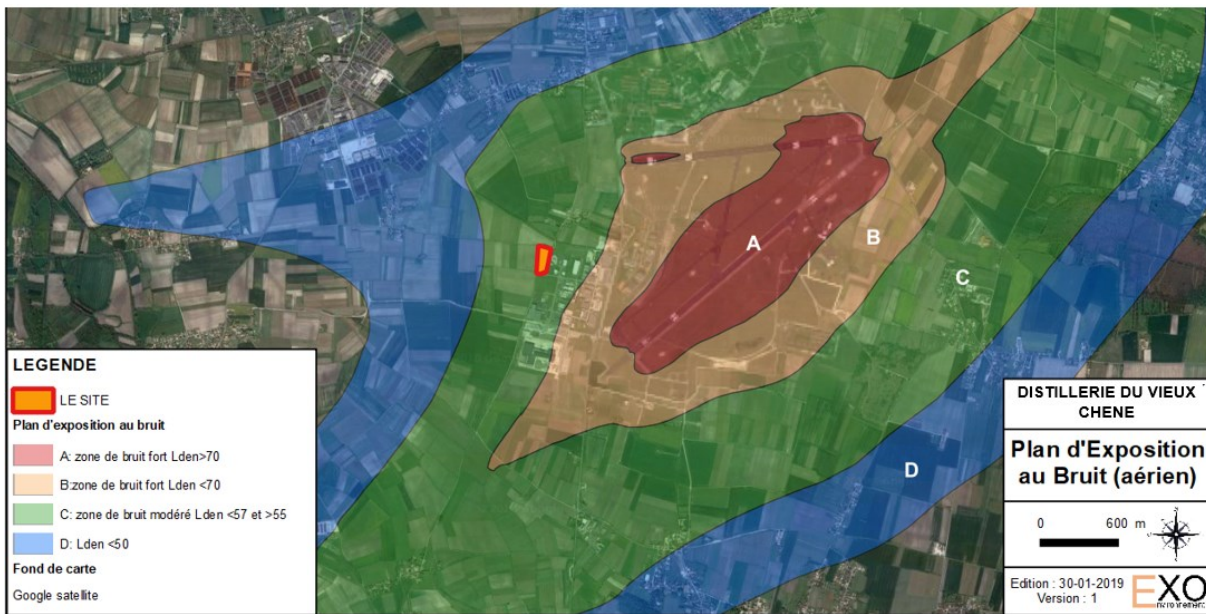 A
B
C
D
LEGENDE
LE SITE
Plan d'exposition au bruit
A: zone de bruit fort Lden>70
B:zone de bruit fort Lden <70
C: zone de bruit modéré Lden <57 et >55
D: Lden <50
Fond de carte
Google satellite
DISTILLERIE DU VIEUX
CHENE
Plan d'Exposition
au Bruit (aérien)
0 600 m
Edition : 30-01-2019
Version : 1
EXO
environnement